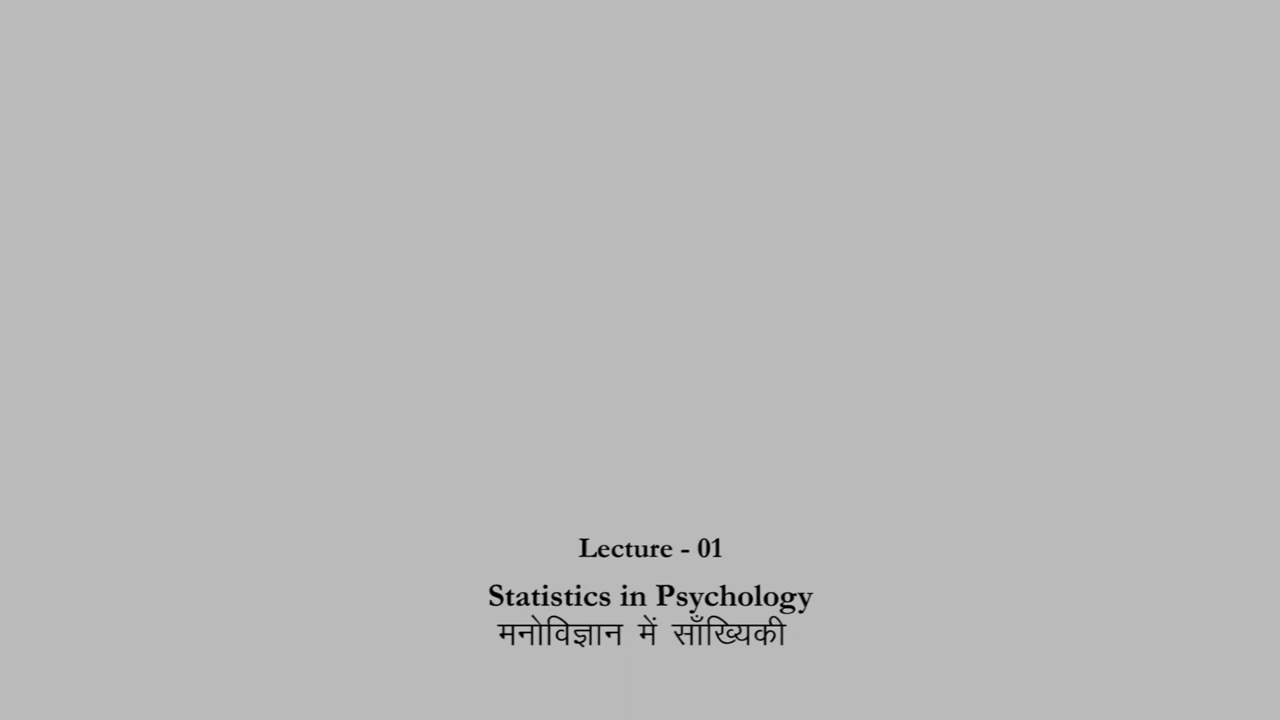 Lecture - 01
Statistics in Psychology
मनोविज्ञान में साँख्यिकी